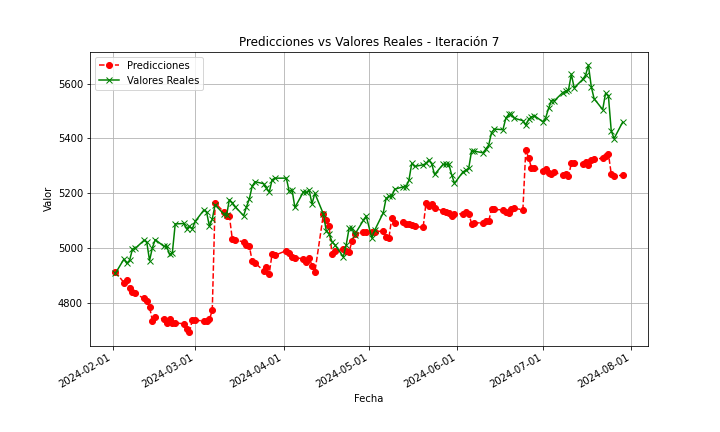 Predicciones vs Valores Reales - Iteración 7
Predicciones
Valores Reales
Valor
5600
5400
5200
5000
4800
2024-02-01
2024-03-01
2024-04-01
2024-05-01
2024-06-01
2024-07-01
2024-08-01
Fecha